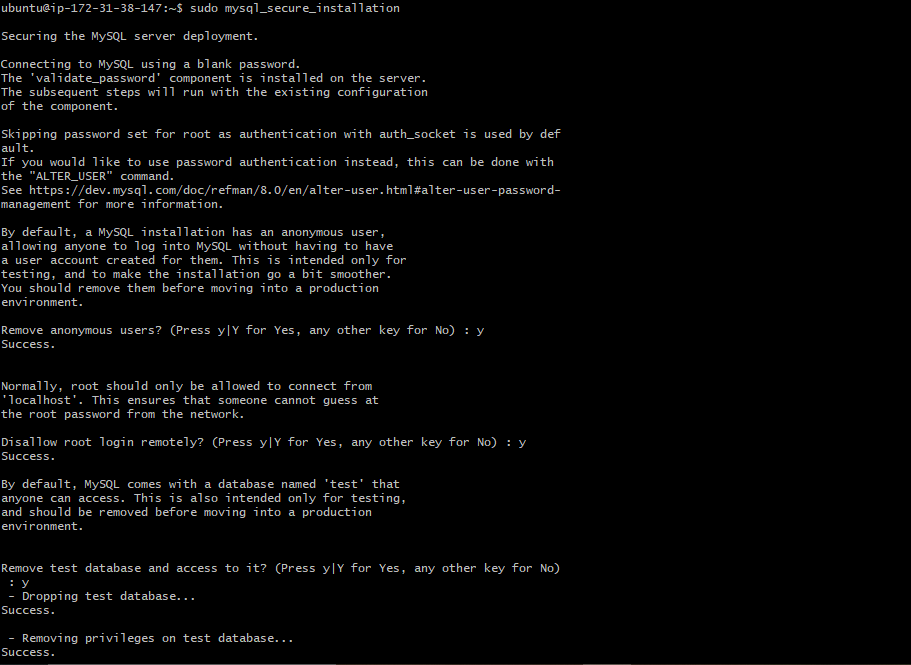 ubuntu@ip-172-31-38-147:~$ sudo mysql_secure_installation
Securing the MySQL server deployment.
Connecting to MySQL using a blank password.
The 'validate_password' component is installed on the server.
The subsequent steps will run with the existing configuration
of the component.
Skipping password set for root as authentication with auth_socket is used by def
ault.
If you would like to use password authentication instead, this can be done with
the "ALTER_USER" command.
See https://dev.mysql.com/doc/refman/8.0/en/alter-user.html#alter-user-password-
management for more information.
By default, a MySQL installation has an anonymous user,
allowing anyone to log into MySQL without having to have
a user account created for them. This is intended only for
testing, and to make the installation go a bit smoother.
You should remove them before moving into a production
environment.
Remove anonymous users? (Press y|Y for Yes, any other key for No) : y
Success.
Normally, root should only be allowed to connect from
'localhost'. This ensures that someone cannot guess at
the root password from the network.
Disallow root login remotely? (Press y|Y for Yes, any other key for No) : y
Success.
By default, MySQL comes with a database named 'test' that
anyone can access. This is also intended only for testing,
and should be removed before moving into a production
environment.
Remove test database and access to it? (Press y|Y for Yes, any other key for No)
 : y
 - Dropping test database...
Success.
 - Removing privileges on test database...
Success.